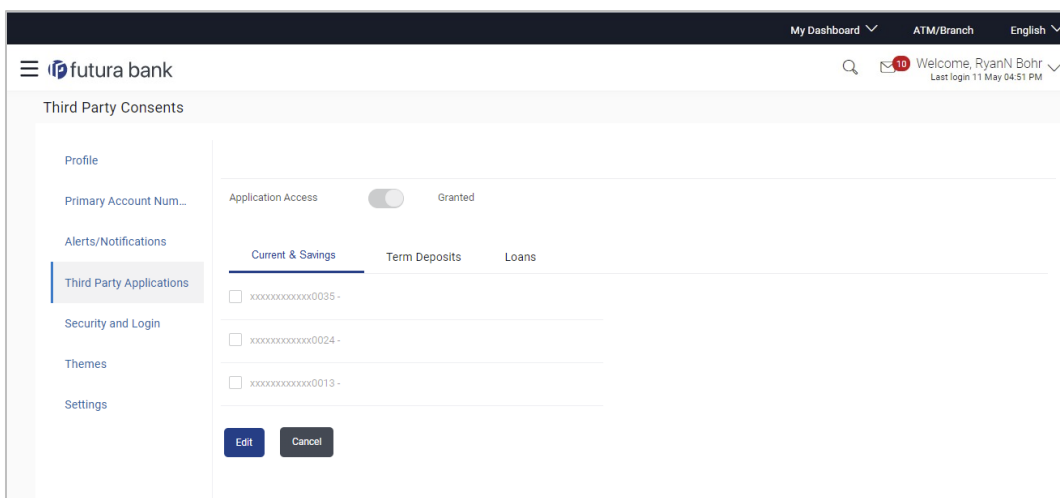 My Dashboard ATM/Branch English
futura bank 10 Welcome, RyanN Bohr
Last login 11 May 04:51 PM
Third Party Consents
Profile
Primary Account Num...
Alerts/Notifications
Third Party Applications
Security and Login
Themes
Settings
Application Access Granted
Current & Savings Term Deposits Loans
xxxxxxxxxxxx0035 -
xxxxxxxxxxxx0024 -
xxxxxxxxxxxx0013 -
Edit Cancel